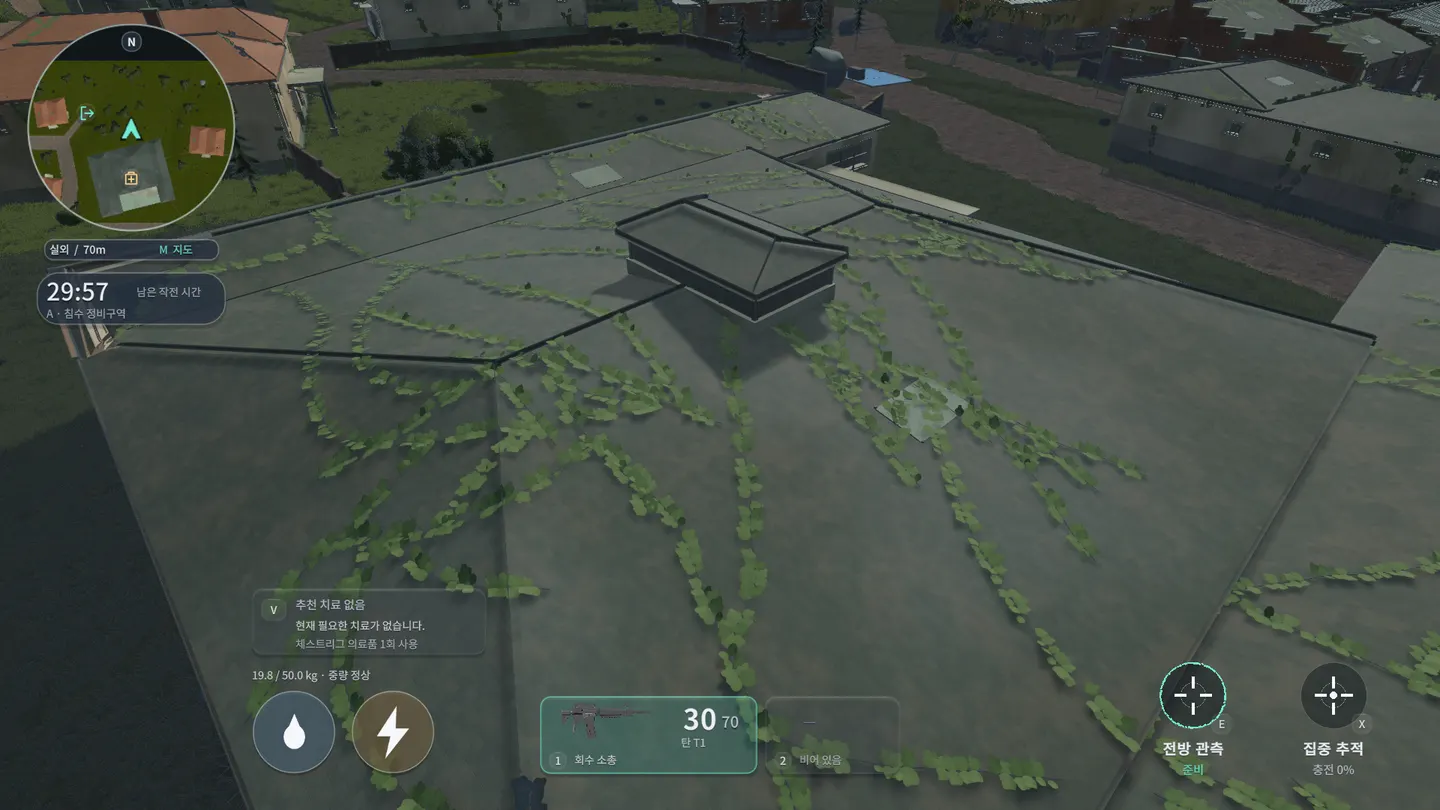 N
실외 / 70m
M 지도
29:57
남은 작전 시간
A · 침수 정비구역
V
추천 치료 없음
현재 필요한 치료가 없습니다.
체스트리그 의료품 1회 사용
19.8 / 50.0 kg · 중량 정상
30 70
탄 T1
1 회수 소총
—
2 비어 있음
E
전방 관측
준비
X
집중 추적
충전 0%